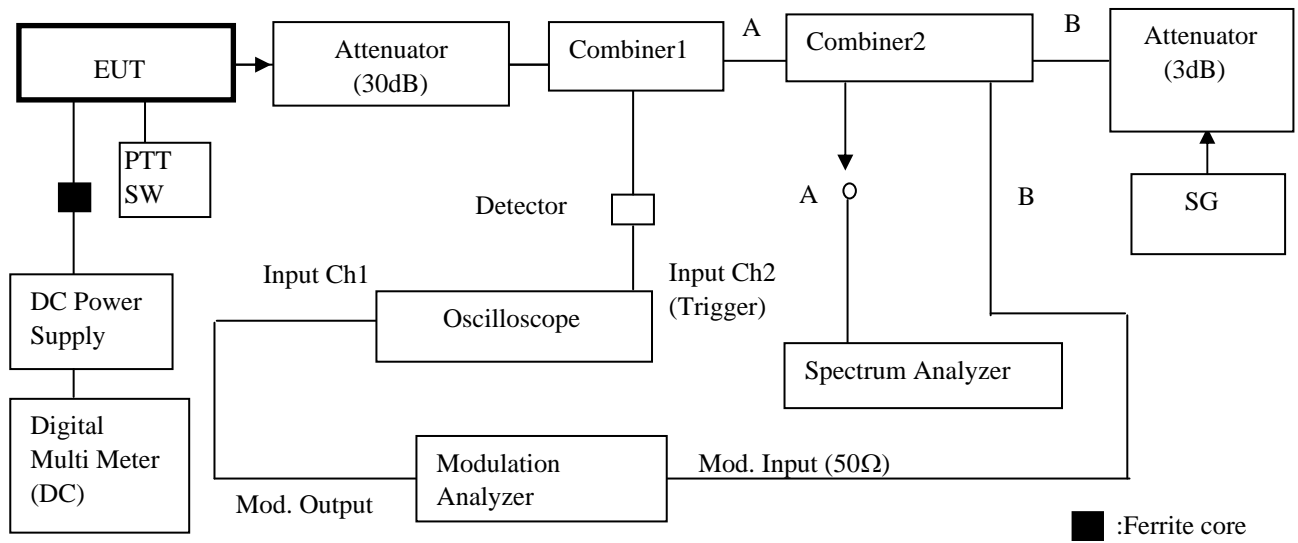 EUT
Attenuator
(30dB)
Combiner1
A
Combiner2
B
Attenuator
(3dB)
PTT
SW
Detector
A
B
SG
Input Ch1
Input Ch2
(Trigger)
DC Power
Supply
Oscilloscope
Spectrum Analyzer
Digital
Multi Meter
(DC)
Modulation
Analyzer
Mod. Input (50Ω)
Mod. Output
:Ferrite core